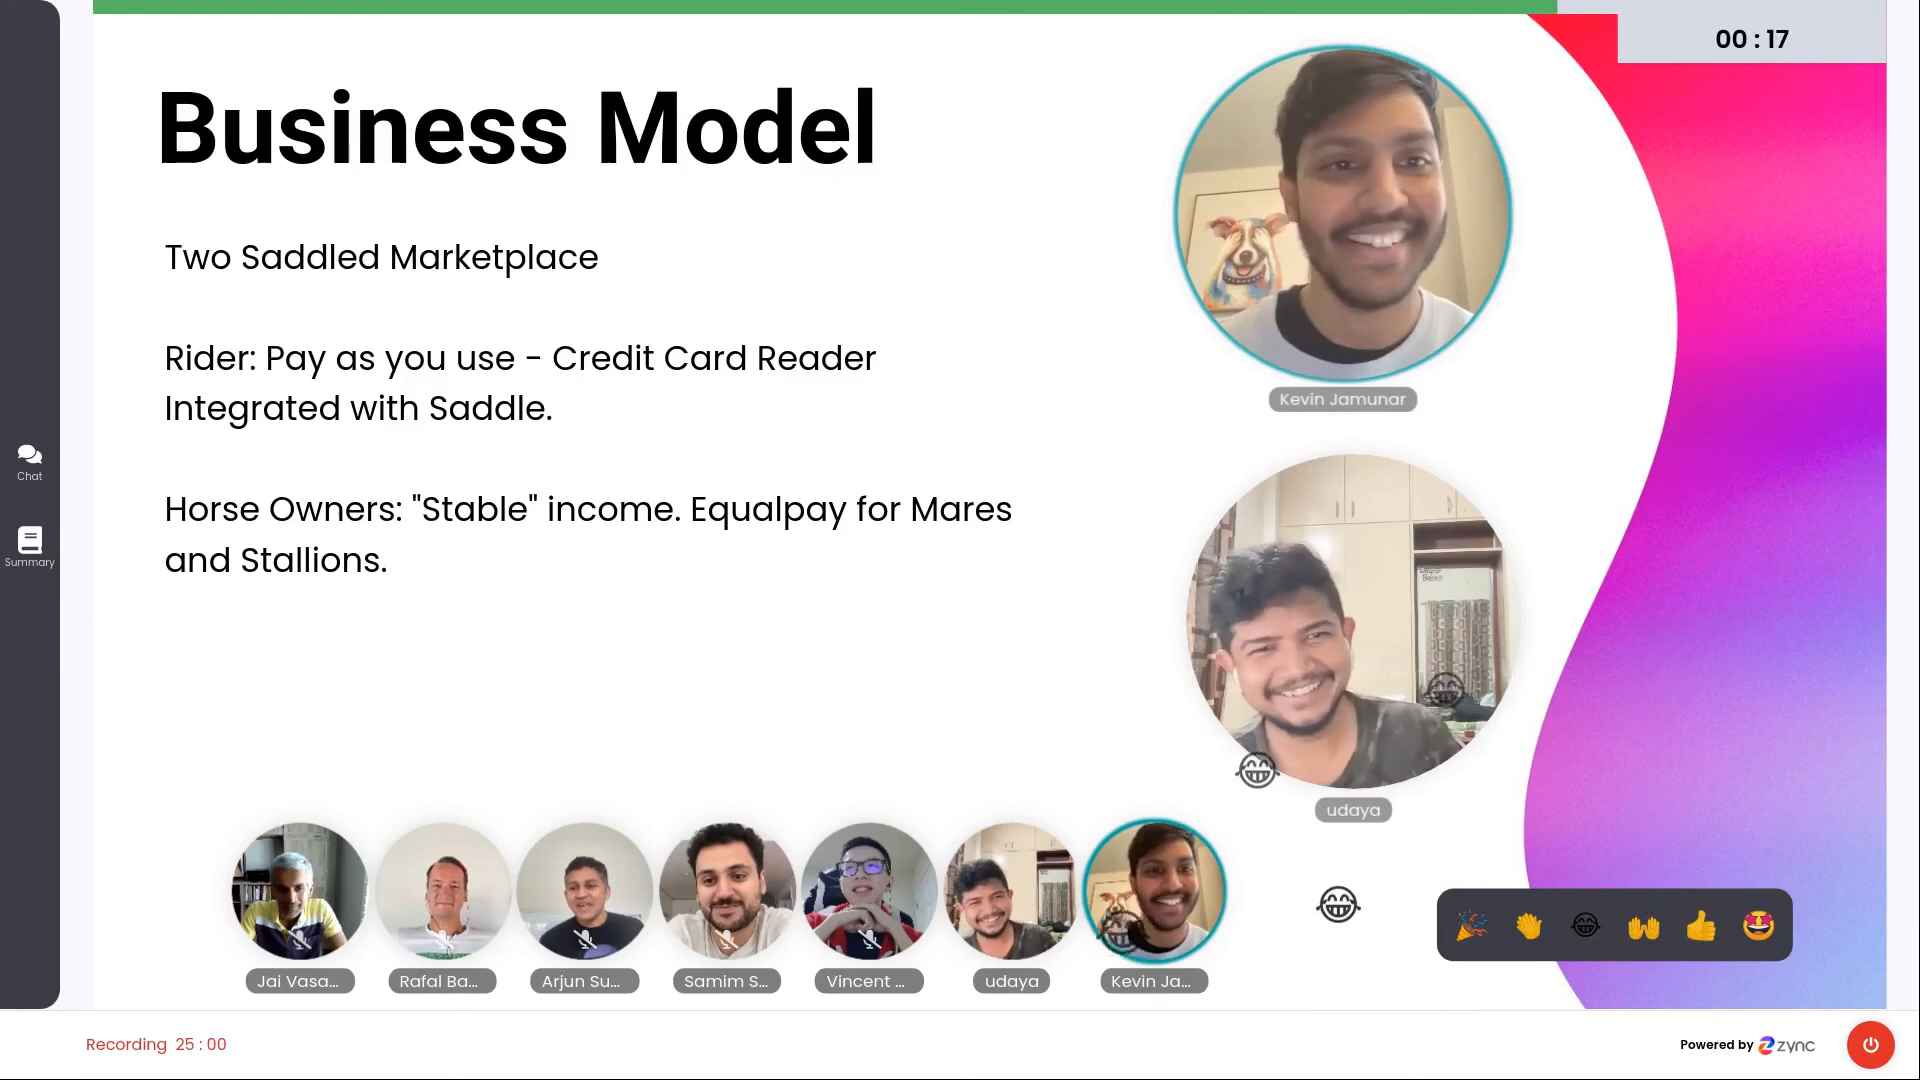 00 : 17
Business Model
Two Saddled Marketplace
Rider: Pay as you use - Credit Card Reader
Integrated with Saddle.
Horse Owners: "Stable" income. Equalpay for Mares
and Stallions.
Kevin Jamunar
udaya
Chat
Summary
Jai Vasa...
Rafal Ba...
Arjun Su...
Samim S...
Vincent ...
udaya
Kevin Ja...
Recording 25 : 00
Powered by zync